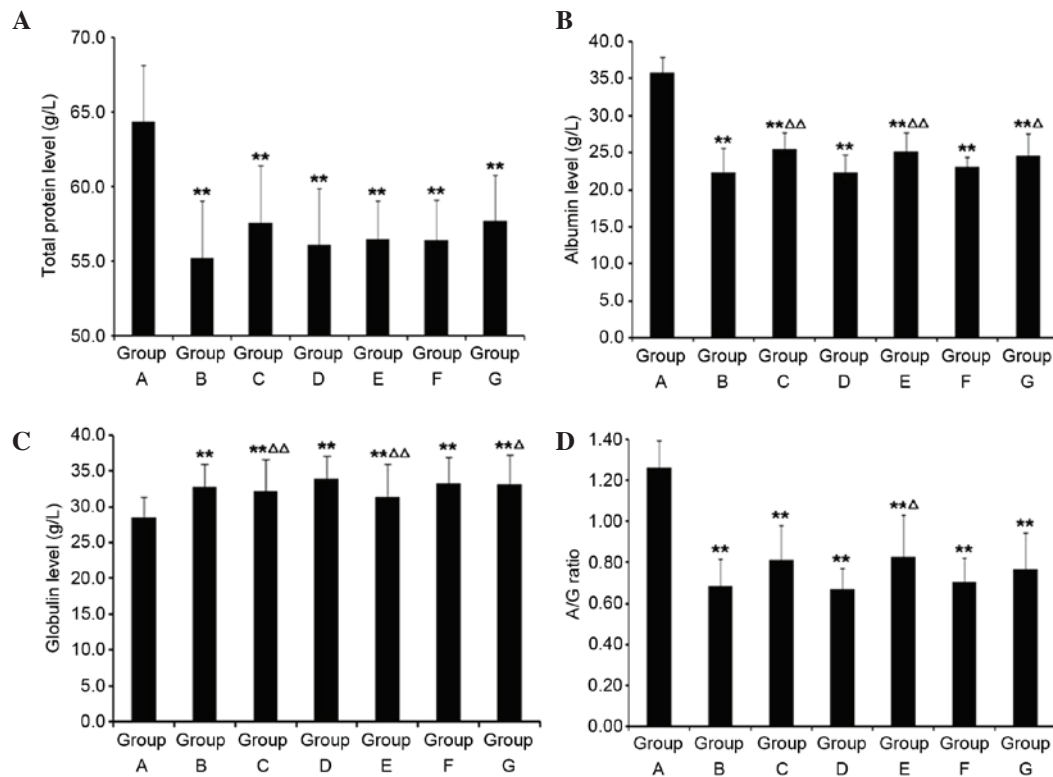 A
Total protein level (g/L)
70.0
65.0
60.0
55.0
50.0
** ** ** ** ** **
Group Group Group Group Group Group Group
A B C D E F G
B
Albumin level (g/L)
40.0
35.0
30.0
25.0
20.0
15.0
10.0
5.0
0.0
** **ΔΔ ** **ΔΔ ** **Δ
Group Group Group Group Group Group Group
A B C D E F G
C
Globulin level (g/L)
40.0
35.0
30.0
25.0
20.0
15.0
10.0
5.0
0.0
** **ΔΔ ** **ΔΔ ** **Δ
Group Group Group Group Group Group Group
A B C D E F G
D
A/G ratio
1.40
1.20
1.00
0.80
0.60
0.40
0.20
0.00
** ** ** **Δ ** **
Group Group Group Group Group Group Group
A B C D E F G